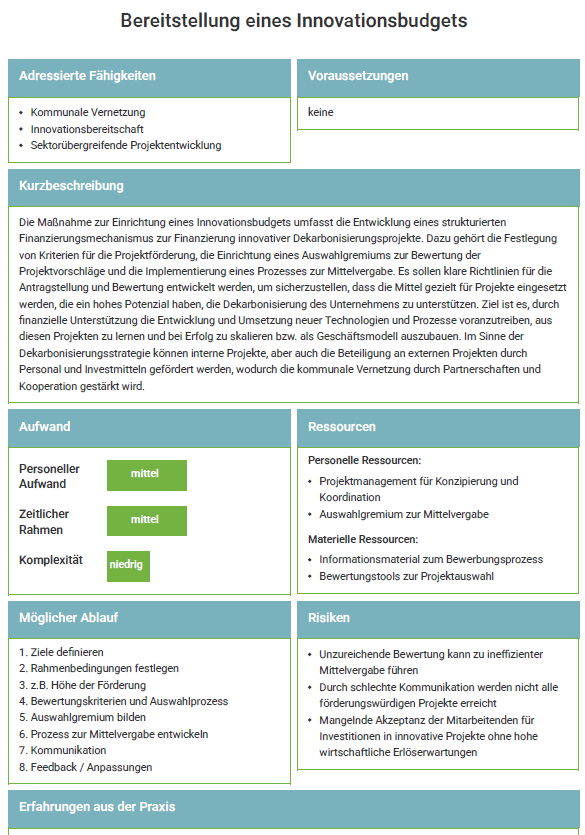 Bereitstellung eines Innovationsbudgets
Adressierte Fähigkeiten
• Kommunale Vernetzung
• Innovationsbereitschaft
• Sektorübergreifende Projektentwicklung
Voraussetzungen
keine
Kurzbeschreibung
Die Maßnahme zur Einrichtung eines Innovationsbudgets umfasst die Entwicklung eines strukturierten
Finanzierungsmechanismus zur Finanzierung innovativer Dekarbonisierungsprojekte. Dazu gehört die Festlegung
von Kriterien für die Projektförderung, die Einrichtung eines Auswahlgremiums zur Bewertung der
Projektvorschläge und die Implementierung eines Prozesses zur Mittelvergabe. Es sollen klare Richtlinien für die
Antragstellung und Bewertung entwickelt werden, um sicherzustellen, dass die Mittel gezielt für Projekte eingesetzt
werden, die ein hohes Potenzial haben, die Dekarbonisierung des Unternehmens zu unterstützen. Ziel ist es, durch
finanzielle Unterstützung die Entwicklung und Umsetzung neuer Technologien und Prozesse voranzutreiben, aus
diesen Projekten zu lernen und bei Erfolg zu skalieren bzw. als Geschäftsmodell auszubauen. Im Sinne der
Dekarbonisierungsstrategie können interne Projekte, aber auch die Beteiligung an externen Projekten durch
Personal und Investmitteln gefördert werden, wodurch die kommunale Vernetzung durch Partnerschaften und
Kooperation gestärkt wird.
Aufwand
Personeller
Aufwand
mittel
Zeitlicher
Rahmen
mittel
Komplexität
niedrig
Ressourcen
Personelle Ressourcen:
• Projektmanagement für Konzipierung und
Koordination
• Auswahlgremium zur Mittelvergabe
Materielle Ressourcen:
• Informationsmaterial zum Bewerbungsprozess
• Bewertungstools zur Projektauswahl
Möglicher Ablauf
1. Ziele definieren
2. Rahmenbedingungen festlegen
3. z.B. Höhe der Förderung
4. Bewertungskriterien und Auswahlprozess
5. Auswahlgremium bilden
6. Prozess zur Mittelvergabe entwickeln
7. Kommunikation
8. Feedback / Anpassungen
Risiken
• Unzureichende Bewertung kann zu ineffizienter
Mittelvergabe führen
• Durch schlechte Kommunikation werden nicht alle
förderungswürdigen Projekte erreicht
• Mangelnde Akzeptanz der Mitarbeitenden für
Investitionen in innovative Projekte ohne hohe
wirtschaftliche Erlöserwartungen
Erfahrungen aus der Praxis